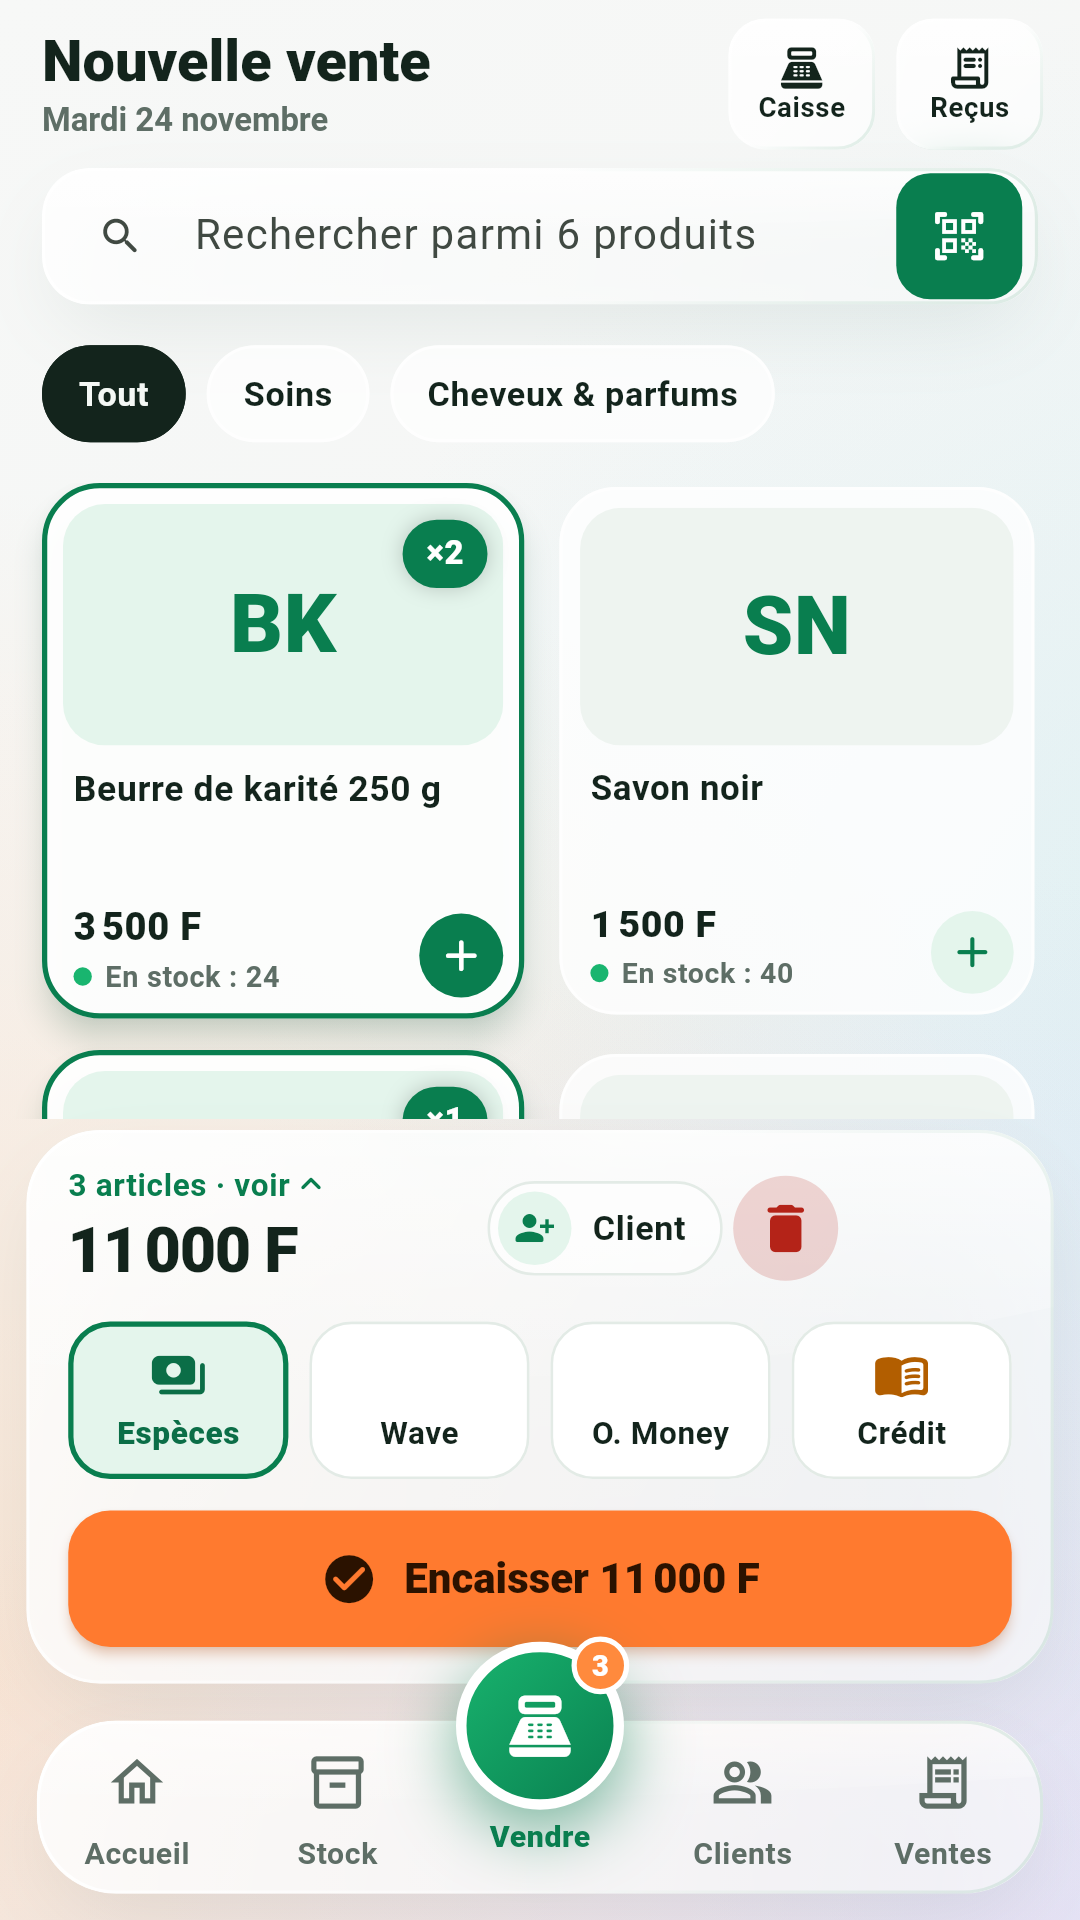 Nouvelle vente
Mardi 24 novembre
Caisse
Reçus
Rechercher parmi 6 produits
Tout
Soins
Cheveux & parfums
×2
BK
SN
Beurre de karité 250 g
Savon noir
3 500 F
En stock : 24
1 500 F
En stock : 40
×1
3 articles · voir
11 000 F
Client
Espèces
Wave
O. Money
Crédit
Encaisser 11 000 F
3
Accueil
Stock
Vendre
Clients
Ventes